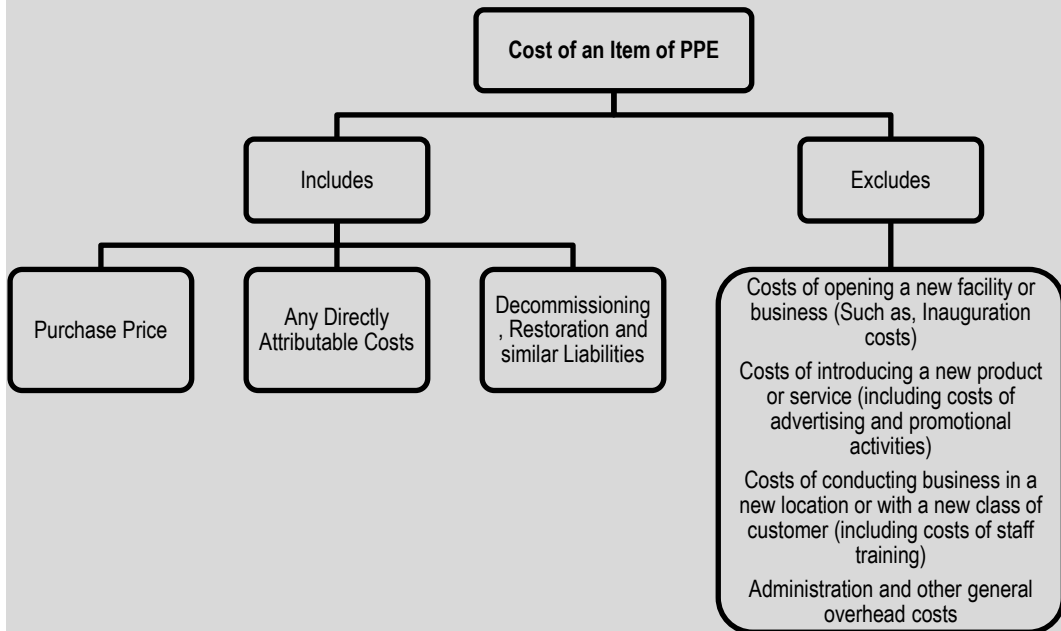 Cost of an Item of PPE
Includes
Excludes
Purchase Price
Any Directly
Attributable Costs
Decommissioning
, Restoration and
similar Liabilities
Costs of opening a new facility or
business (Such as, Inauguration
costs)
Costs of introducing a new product
or service (including costs of
advertising and promotional
activities)
Costs of conducting business in a
new location or with a new class of
customer (including costs of staff
training)
Administration and other general
overhead costs